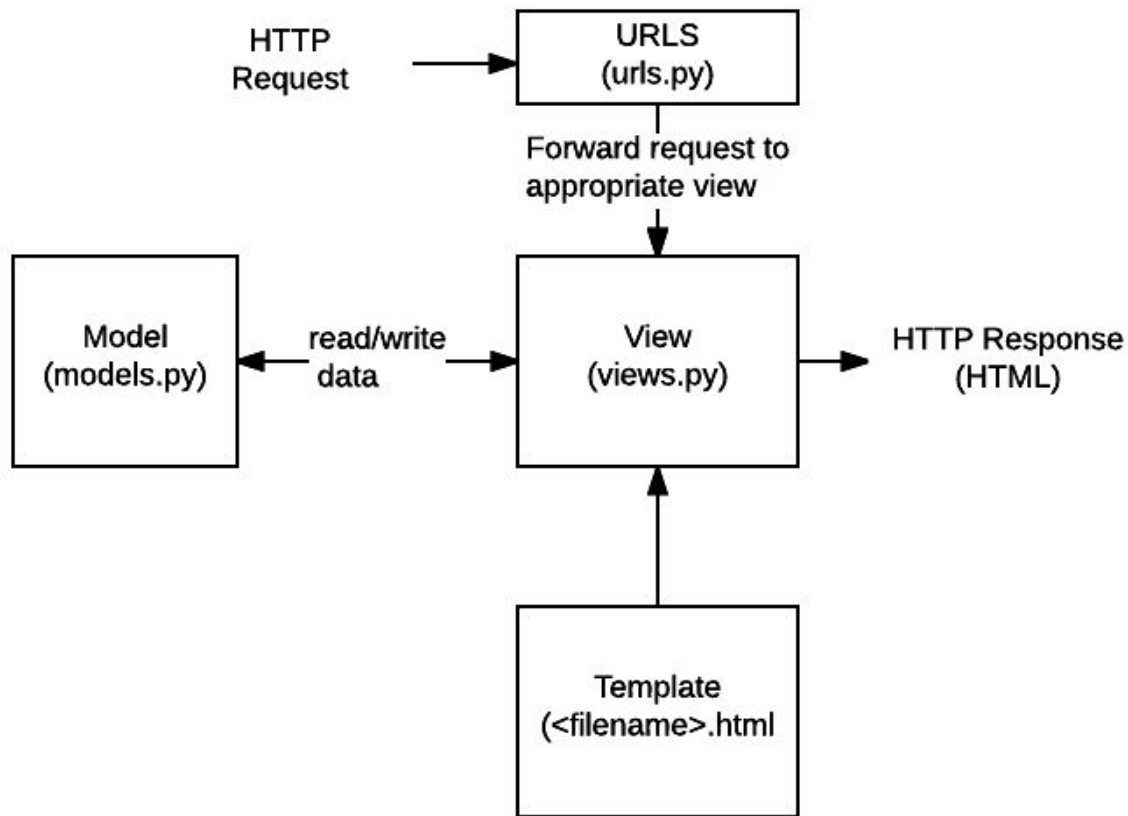 HTTP
Request
URLS
(urls.py)
Forward request to
appropriate view
Model
(models.py)
read/write
data
View
(views.py)
HTTP Response
(HTML)
Template
(<filename>.html